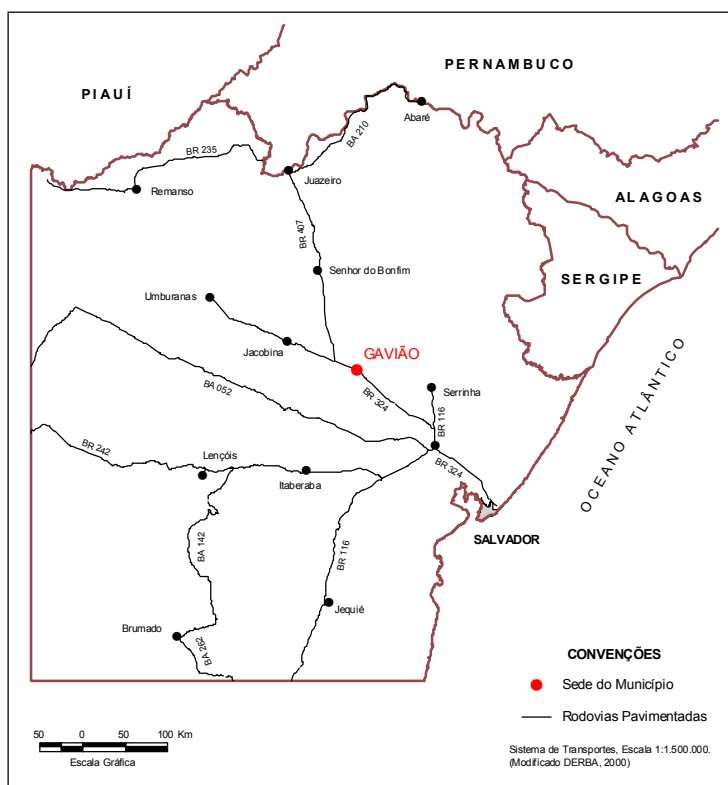 PERNAMBUCO
PIAUÍ
Abaré
BA 210
BR 235
Juazeiro
Remanso
ALAGOAS
BR 407
Senhor do Bonfim
SERGIPE
Umburanas
Jacobina
GAVIÃO
OCEANO ATLÂNTICO
BA 052
BR 324
Serrinha
BR 116
BR 242
Lençóis
Itaberaba
BR 324
SALVADOR
BA 142
BR 116
Jequié
Brumado
BA 262
CONVENÇÕES
Sede do Município
Rodovias Pavimentadas
50 0 50 100 Km
Escala Gráfica
Sistema de Transportes, Escala 1:1.500.000.
(Modificado DERBA, 2000)